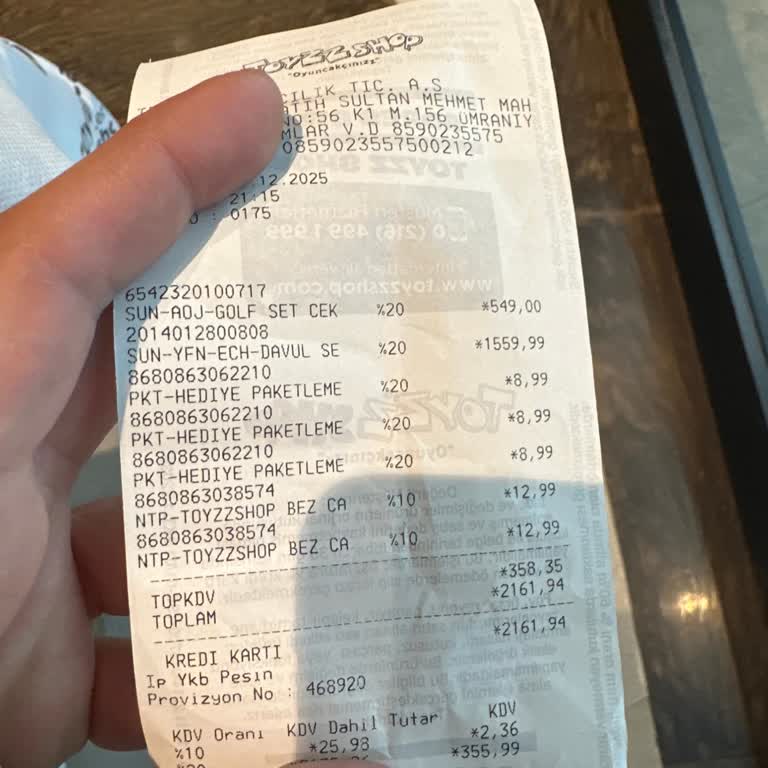 TOYZZ SHOP
"Oyuncakçınız"
CILIK TIC. A.S
ATIH SULTAN MEHMET MAH
NO:56 K1 M.156 UMRANIY
MLAR V.D 8590235575
0859023557500212
.12.2025
21:15
: 0175
6542320100717
SUN-AOJ-GOLF SET CEK %20 *549,00
2014012800808
SUN-YFN-ECH-DAVUL SE %20 *1559,99
8680863062210
PKT-HEDIYE PAKETLEME %20 *8,99
8680863062210
PKT-HEDIYE PAKETLEME %20 *8,99
8680863062210
PKT-HEDIYE PAKETLEME %20 *8,99
8680863038574
NTP-TOYZZSHOP BEZ CA %10 *12,99
8680863038574
NTP-TOYZZSHOP BEZ CA %10 *12,99
TOPKDV *358,35
TOPLAM *2161,94
KREDI KARTI *2161,94
Ip Ykb Pesın
Provizyon No : 468920
KDV Oranı KDV Dahil Tutar KDV
%10 *25,98 *2,36
*355,99